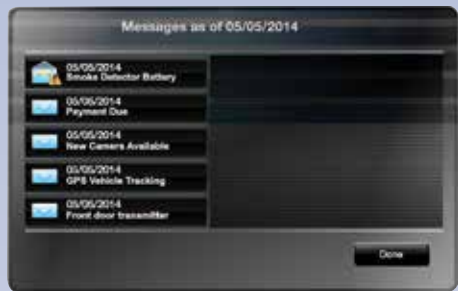 Messages as of 05/05/2014
05/05/2014
Smoke Detector Battery
05/05/2014
Payment Due
05/05/2014
New Camera Available
05/05/2014
GPS Vehicle Tracking
05/05/2014
Front door transmitter
Done